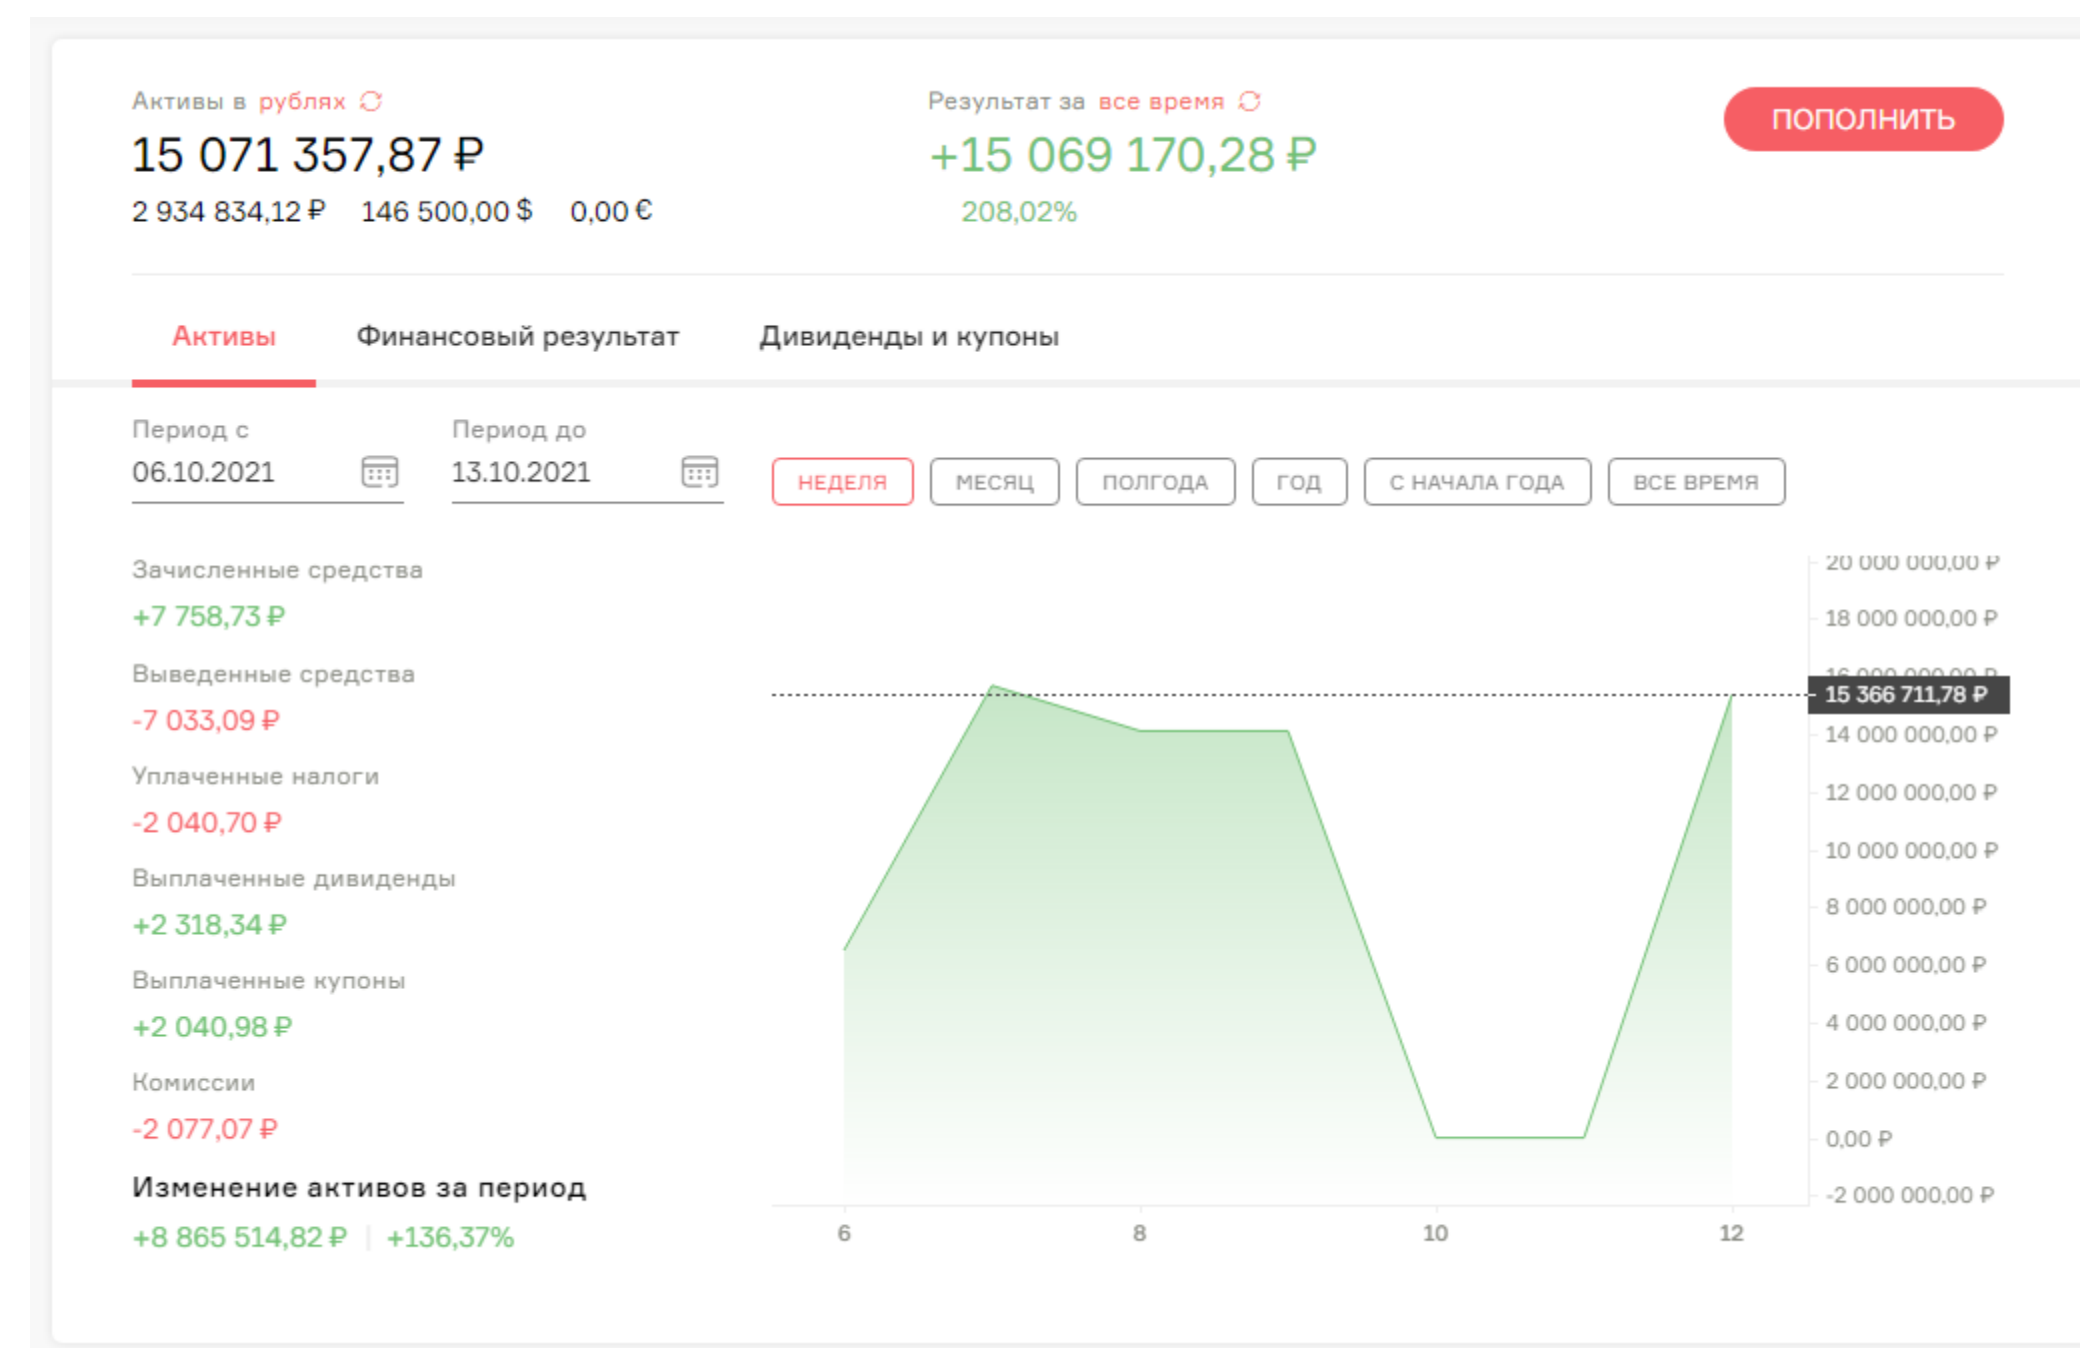 Активы в рублях
Результат за все время
ПОПОЛНИТЬ
15 071 357,87 ₽
+15 069 170,28 ₽
2 934 834,12 ₽ 146 500,00 $ 0,00 €
208,02%
Активы Финансовый результат Дивиденды и купоны
Период с
Период до
06.10.2021
13.10.2021
НЕДЕЛЯ МЕСЯЦ ПОЛГОДА ГОД С НАЧАЛА ГОДА ВСЕ ВРЕМЯ
Зачисленные средства
+7 758,73 ₽
Выведенные средства
-7 033,09 ₽
Уплаченные налоги
-2 040,70 ₽
Выплаченные дивиденды
+2 318,34 ₽
Выплаченные купоны
+2 040,98 ₽
Комиссии
-2 077,07 ₽
Изменение активов за период
+8 865 514,82 ₽ | +136,37%
20 000 000,00 ₽
18 000 000,00 ₽
16 000 000,00 ₽
15 366 711,78 ₽
14 000 000,00 ₽
12 000 000,00 ₽
10 000 000,00 ₽
8 000 000,00 ₽
6 000 000,00 ₽
4 000 000,00 ₽
2 000 000,00 ₽
0,00 ₽
-2 000 000,00 ₽
6 8 10 12